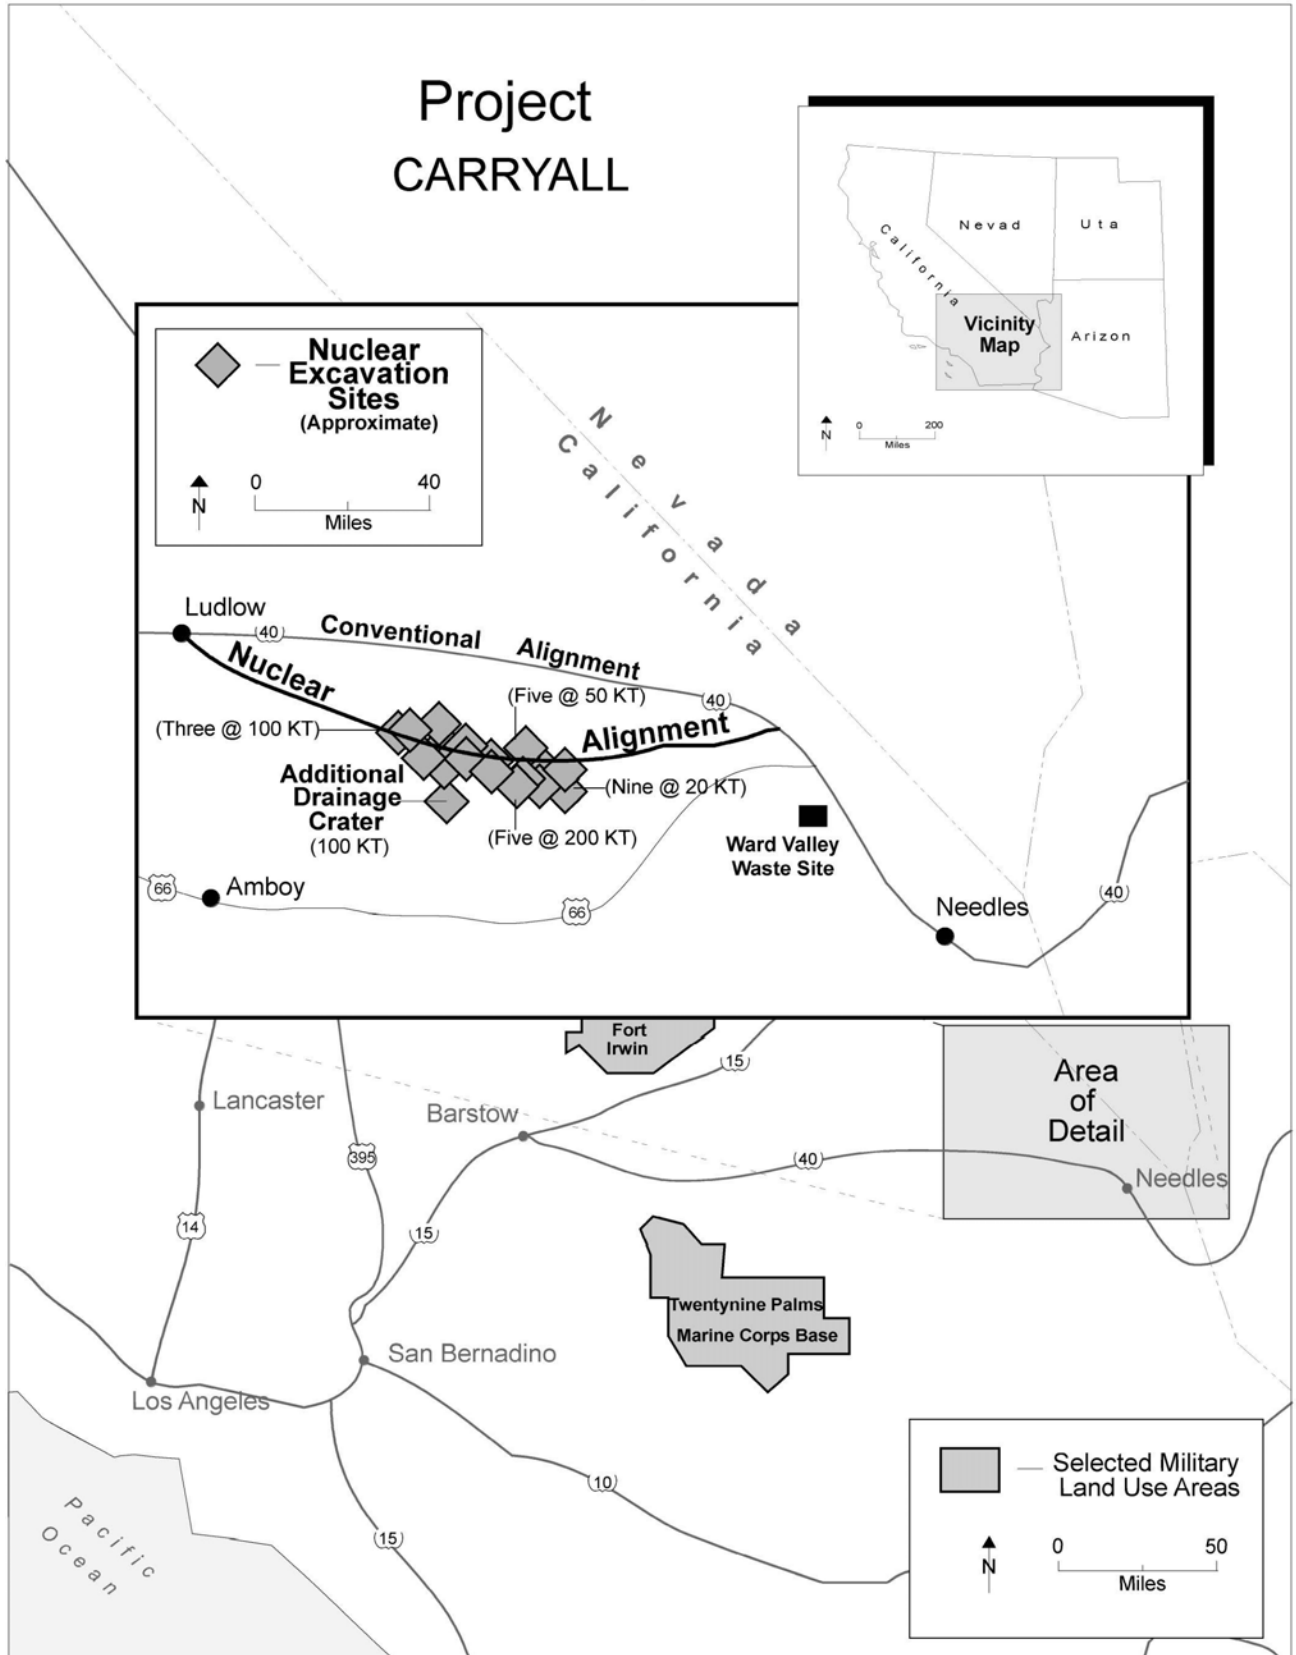 Project
CARRYALL
Nevad
Uta
California
Vicinity
Map
Arizon
N
0 200
Miles
Nuclear
Excavation
Sites
(Approximate)
N
0 40
Miles
Nevada
California
Ludlow
40
Conventional Alignment
Nuclear Alignment
40
(Five @ 50 KT)
(Three @ 100 KT)
Additional
Drainage
Crater
(100 KT)
(Nine @ 20 KT)
(Five @ 200 KT)
Ward Valley
Waste Site
66
Amboy
66
Needles
40
Fort
Irwin
15
Area
of
Detail
Lancaster
Barstow
395
40
Needles
14
15
Twentynine Palms
Marine Corps Base
San Bernadino
Los Angeles
10
15
Pacific
Ocean
Selected Military
Land Use Areas
N
0 50
Miles